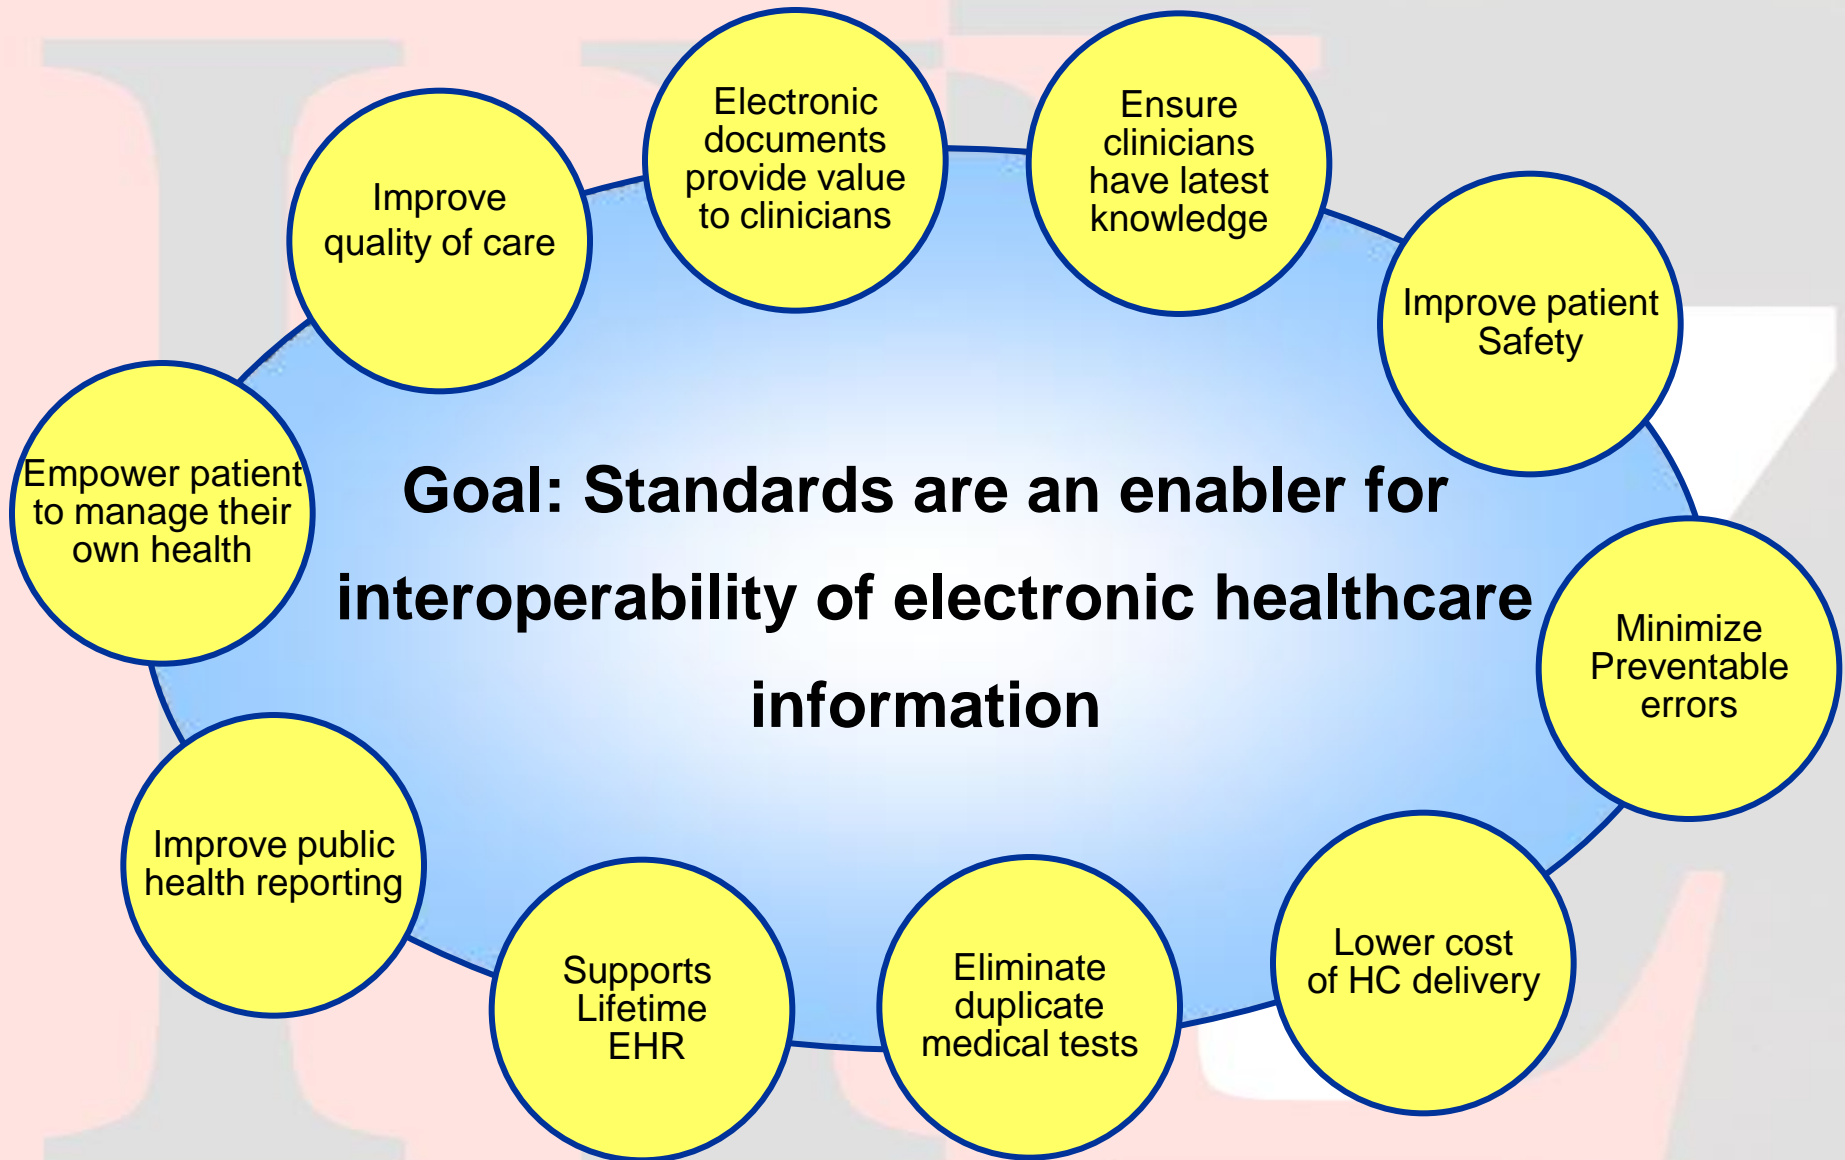 Electronic
documents
provide value
to clinicians
Ensure
clinicians
have latest
knowledge
Improve
quality of care
Improve patient
Safety
Empower patient
to manage their
own health
Goal: Standards are an enabler for
interoperability of electronic healthcare
information
Minimize
Preventable
errors
Improve public
health reporting
Supports
Lifetime
EHR
Eliminate
duplicate
medical tests
Lower cost
of HC delivery